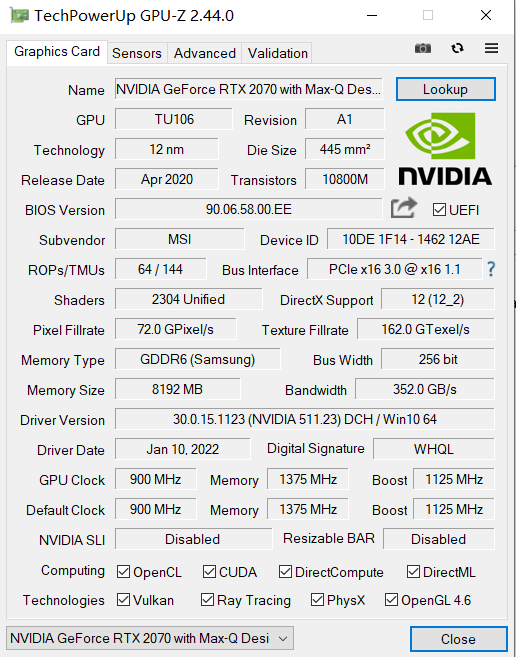 TechPowerUp GPU-Z 2.44.0
Graphics Card Sensors Advanced Validation
Name NVIDIA GeForce RTX 2070 with Max-Q Des... Lookup
GPU TU106 Revision A1
Technology 12 nm Die Size 445 mm²
Release Date Apr 2020 Transistors 10800M
NVIDIA
BIOS Version 90.06.58.00.EE UEFI
Subvendor MSI Device ID 10DE 1F14 - 1462 12AE
ROPs/TMUs 64 / 144 Bus Interface PCIe x16 3.0 @ x16 1.1 ?
Shaders 2304 Unified DirectX Support 12 (12_2)
Pixel Fillrate 72.0 GPixel/s Texture Fillrate 162.0 GTexel/s
Memory Type GDDR6 (Samsung) Bus Width 256 bit
Memory Size 8192 MB Bandwidth 352.0 GB/s
Driver Version 30.0.15.1123 (NVIDIA 511.23) DCH / Win10 64
Driver Date Jan 10, 2022 Digital Signature WHQL
GPU Clock 900 MHz Memory 1375 MHz Boost 1125 MHz
Default Clock 900 MHz Memory 1375 MHz Boost 1125 MHz
NVIDIA SLI Disabled Resizable BAR Disabled
Computing OpenCL CUDA DirectCompute DirectML
Technologies Vulkan Ray Tracing PhysX OpenGL 4.6
NVIDIA GeForce RTX 2070 with Max-Q Desi Close